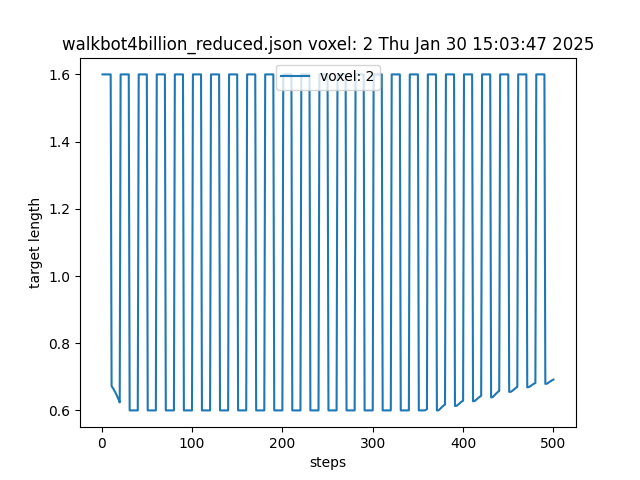 walkbot4billion_reduced.json voxel: 2 Thu Jan 30 15:03:47 2025
voxel: 2
1.6
1.4
1.2
1.0
0.8
0.6
target length
0 100 200 300 400 500
steps